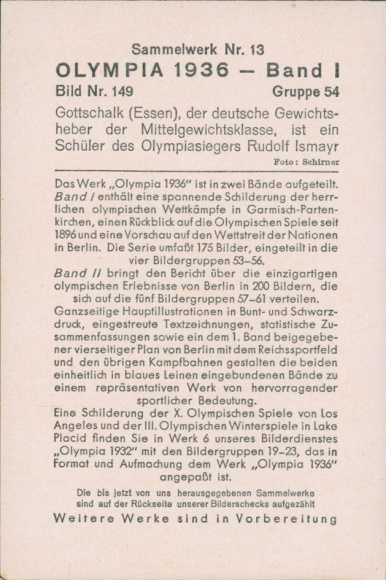 Sammelwerk Nr. 13
OLYMPIA 1936 — Band I
Bild Nr. 149 Gruppe 54
Gottschalk (Essen), der deutsche Gewichts-
heber der Mittelgewichtsklasse, ist ein
Schüler des Olympiasiegers Rudolf Ismayr
Foto: Schirner
Das Werk „Olympia 1936" ist in zwei Bände aufgeteilt.
Band I enthält eine spannende Schilderung der herr-
lichen olympischen Wettkämpfe in Garmisch-Parten-
kirchen, einen Rückblick auf die Olympischen Spiele seit
1896 und eine Vorschau auf den Wettstreit der Nationen
in Berlin. Die Serie umfaßt 175 Bilder, eingeteilt in die
vier Bildergruppen 53–56.
Band II bringt den Bericht über die einzigartigen
olympischen Erlebnisse von Berlin in 200 Bildern, die
sich auf die fünf Bildergruppen 57–61 verteilen.
Ganzseitige Hauptillustrationen in Bunt- und Schwarz-
druck, eingestreute Textzeichnungen, statistische Zu-
sammenfassungen sowie ein dem 1. Band beigegebe-
ner vierseitiger Plan von Berlin mit dem Reichssportfeld
und den übrigen Kampfbahnen gestalten die beiden
einheitlich in blaues Leinen eingebundenen Bände zu
einem repräsentativen Werk von hervorragender
sportlicher Bedeutung.
Eine Schilderung der X. Olympischen Spiele von Los
Angeles und der III. Olympischen Winterspiele in Lake
Placid finden Sie in Werk 6 unseres Bilderdienstes
„Olympia 1932" mit den Bildergruppen 19–23, das in
Format und Aufmachung dem Werk „Olympia 1936"
angepaßt ist.
Die bis jetzt von uns herausgegebenen Sammelwerke
sind auf der Rückseite unserer Bilderschecks aufgezählt
Weitere Werke sind in Vorbereitung